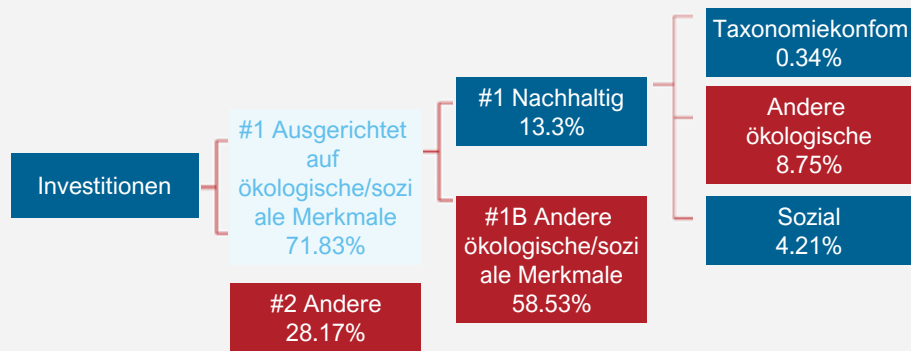 Investitionen
#1 Ausgerichtet
auf
ökologische/sozi
ale Merkmale
71.83%
#2 Andere
28.17%
#1 Nachhaltig
13.3%
#1B Andere
ökologische/sozi
ale Merkmale
58.53%
Taxonomiekonfom
0.34%
Andere
ökologische
8.75%
Sozial
4.21%